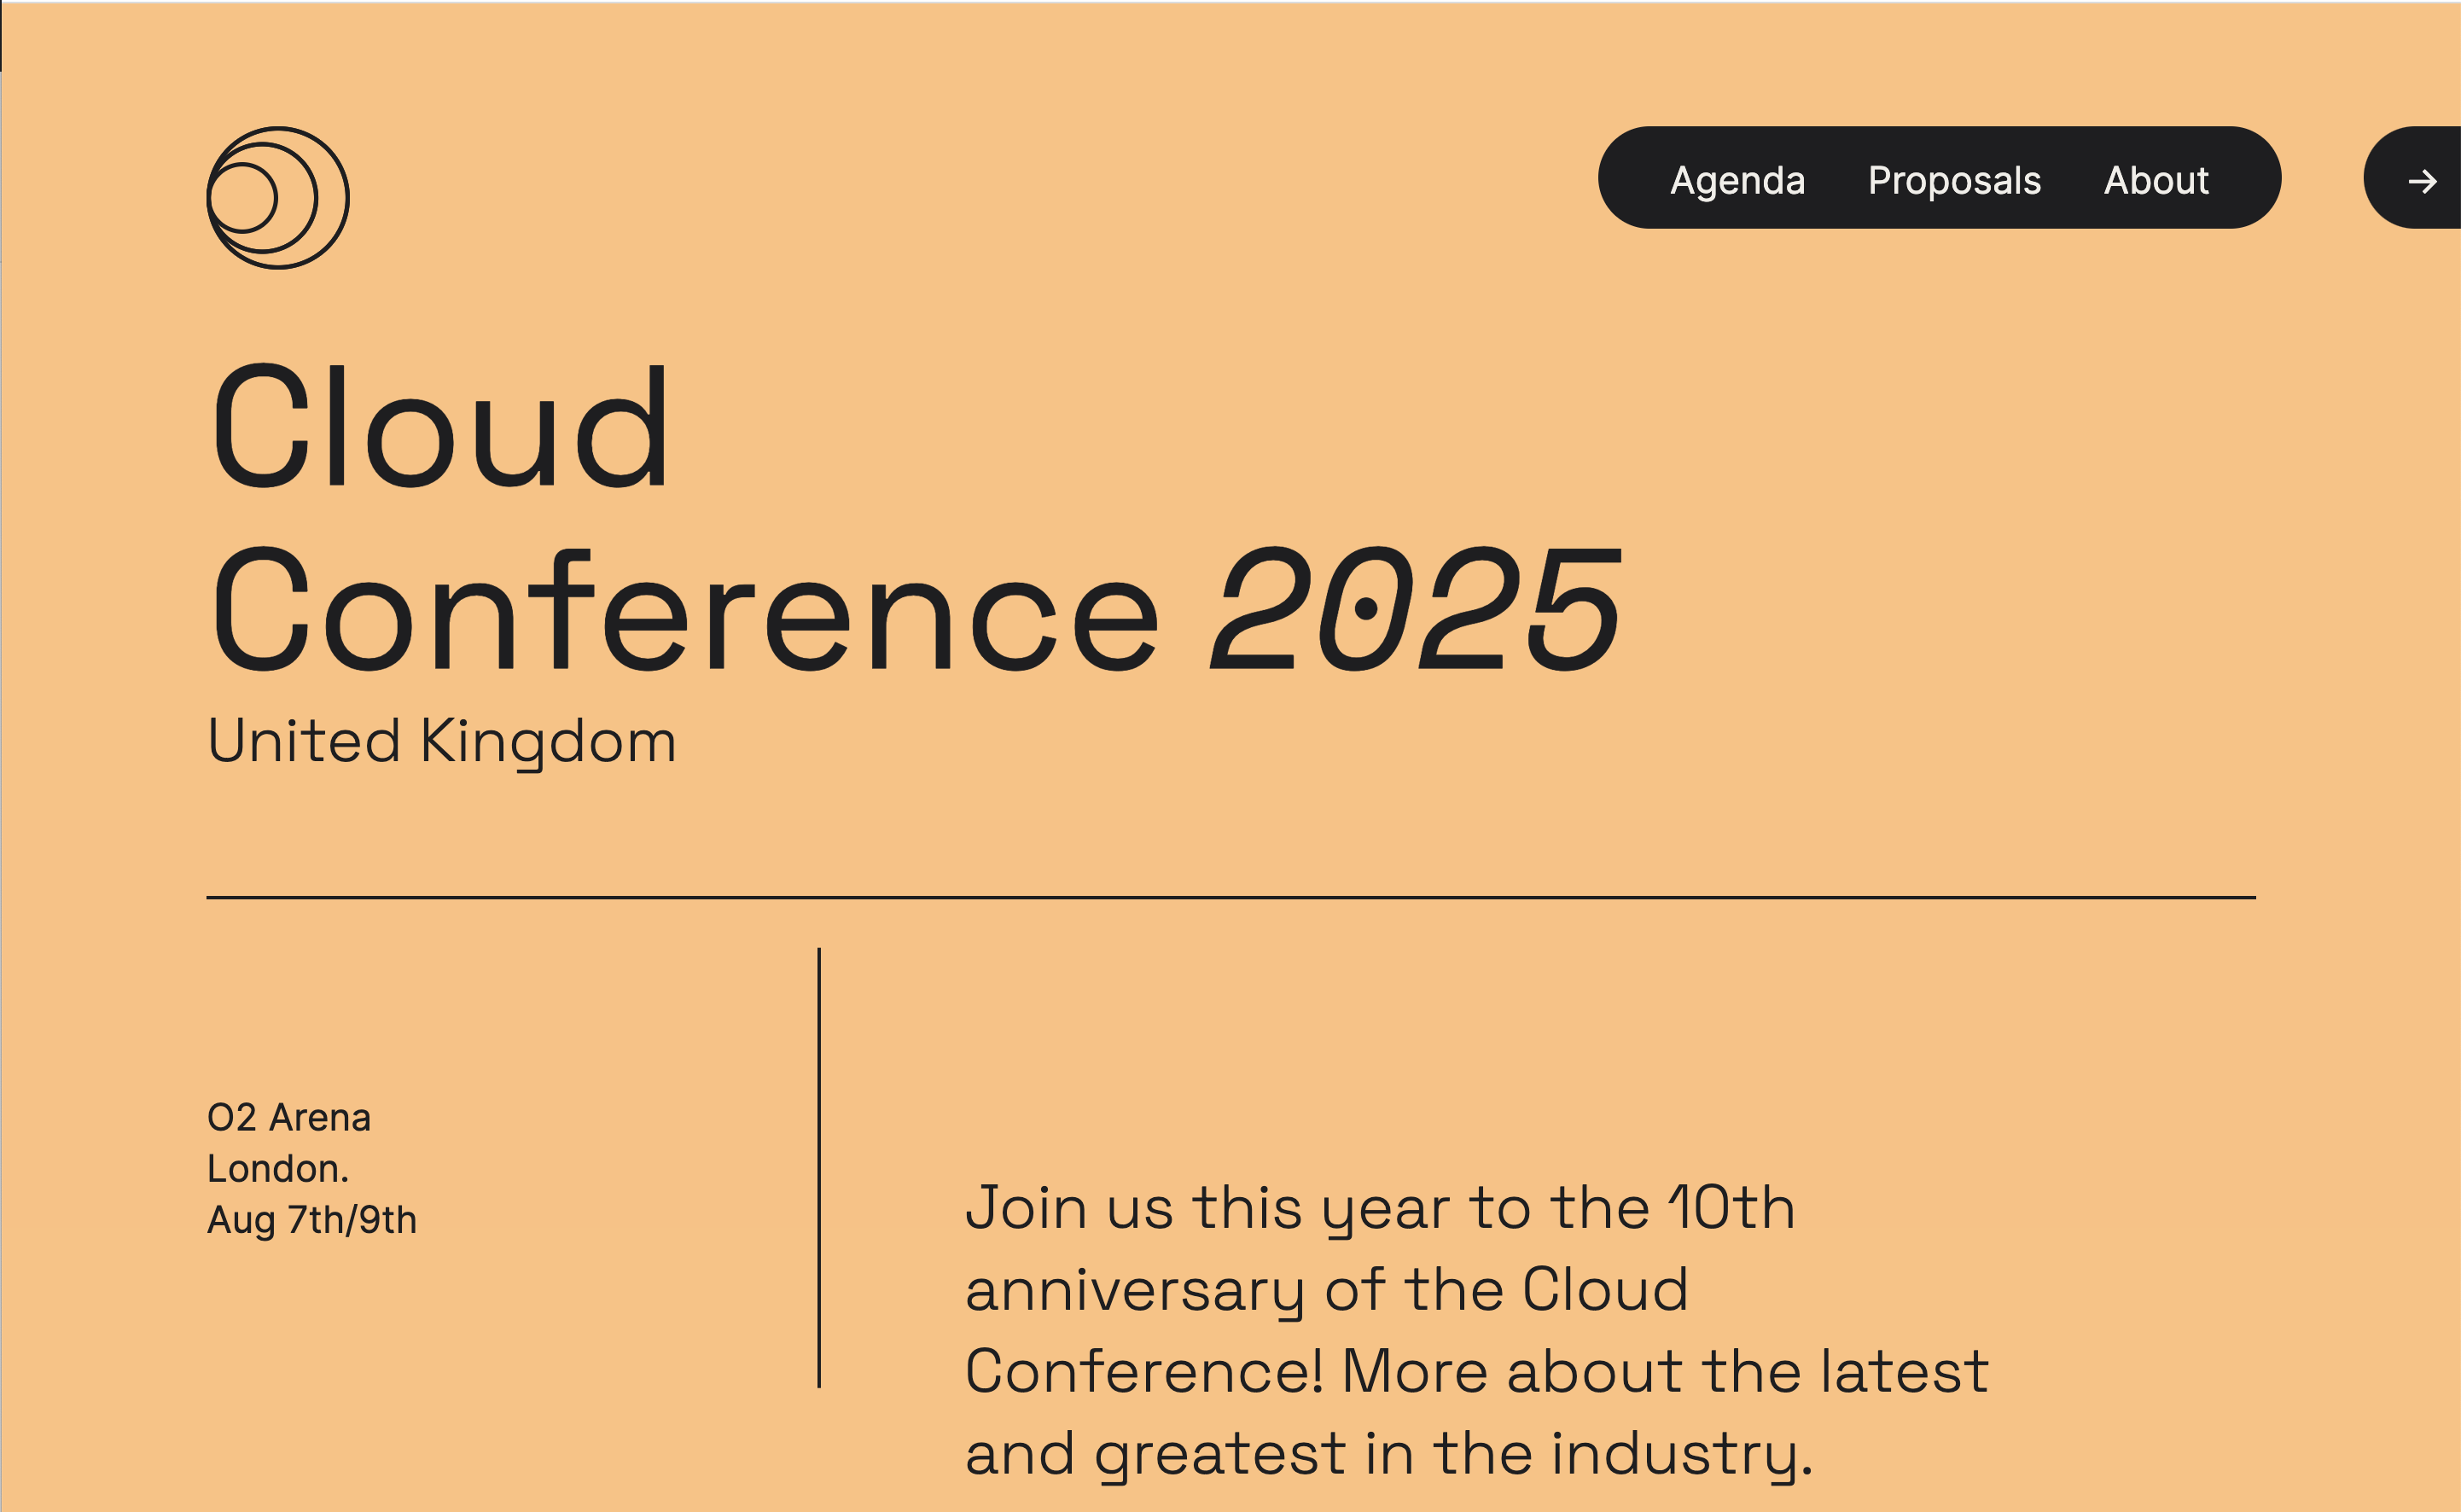 Agenda Proposals About →
Cloud
Conference 2025
United Kingdom
O2 Arena
London.
Aug 7th/9th
Join us this year to the 10th
anniversary of the Cloud
Conference! More about the latest
and greatest in the industry.